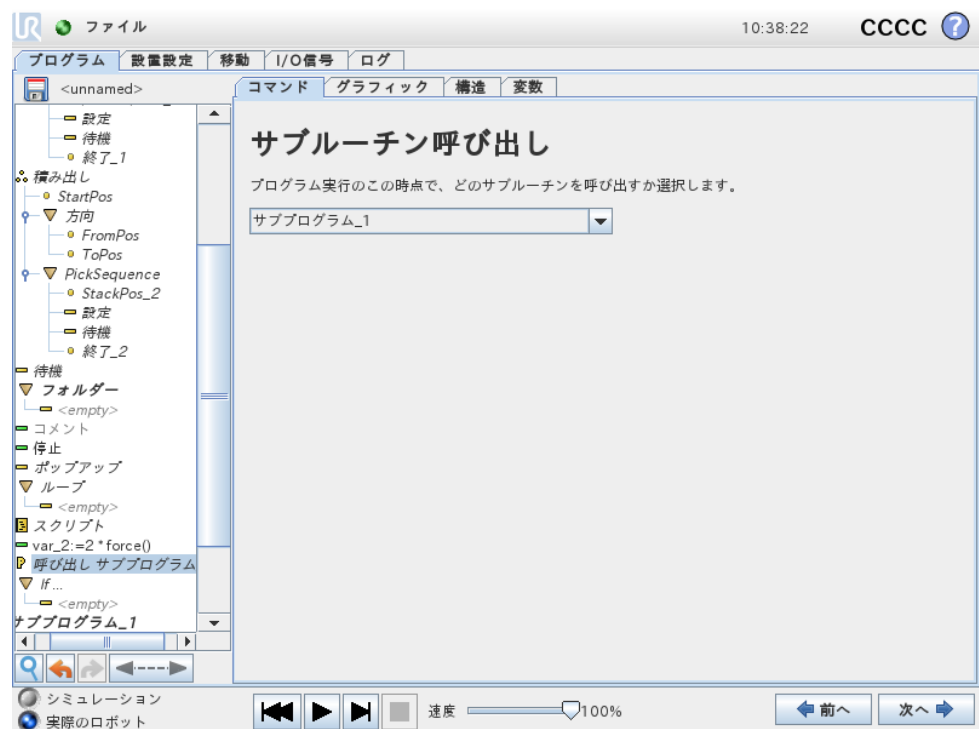 UR ファイル 10:38:22 CCCC ?
プログラム 設置設定 移動 I/O信号 ログ
<unnamed>
コマンド グラフィック 構造 変数
設定
待機
終了_1
積み出し
StartPos
方向
FromPos
ToPos
PickSequence
StackPos_2
設定
待機
終了_2
待機
フォルダー
<empty>
コメント
停止
ポップアップ
ループ
<empty>
スクリプト
var_2:=2 * force()
呼び出し サブプログラム
If ...
<empty>
サブプログラム_1
サブルーチン呼び出し
プログラム実行のこの時点で、どのサブルーチンを呼び出すか選択します。
サブプログラム_1
シミュレーション
実際のロボット
速度 100%
前へ 次へ